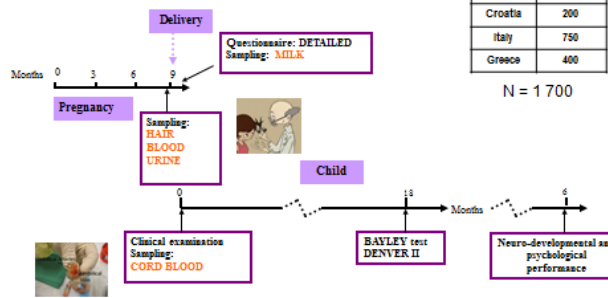 Delivery
Croatia 200
Italy 750
Greece 400
N = 1 700
Questionnaire: DETAILED
Sampling: MILK
Months 0 3 6 9
Pregnancy
Sampling:
HAIR
BLOOD
URINE
Child
0 18 Months 6
Clinical examination
Sampling:
CORD BLOOD
BAYLEY test
DENVER II
Neuro-developmental an
psychological
performance